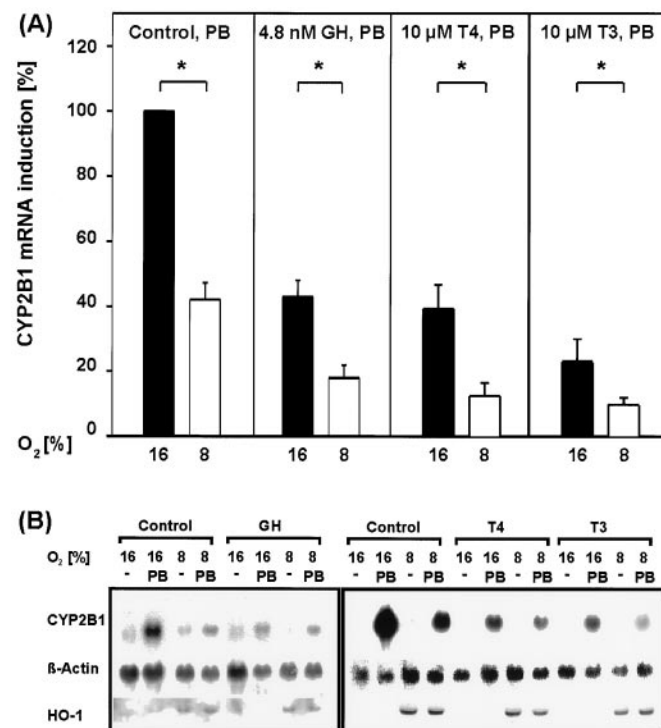 (A)
Control, PB 4.8 nM GH, PB 10 µM T4, PB 10 µM T3, PB
* * * *
CYP2B1 mRNA induction [%]
120
100
80
60
40
20
0
O2 [%] 16 8 16 8 16 8 16 8
(B)
Control GH Control T4 T3
O2 [%] 16 16 8 8 16 16 8 8 16 16 8 8 16 16 8 8 16 16 8 8
- PB - PB - PB - PB - PB - PB - PB - PB - PB - PB
CYP2B1
ß-Actin
HO-1